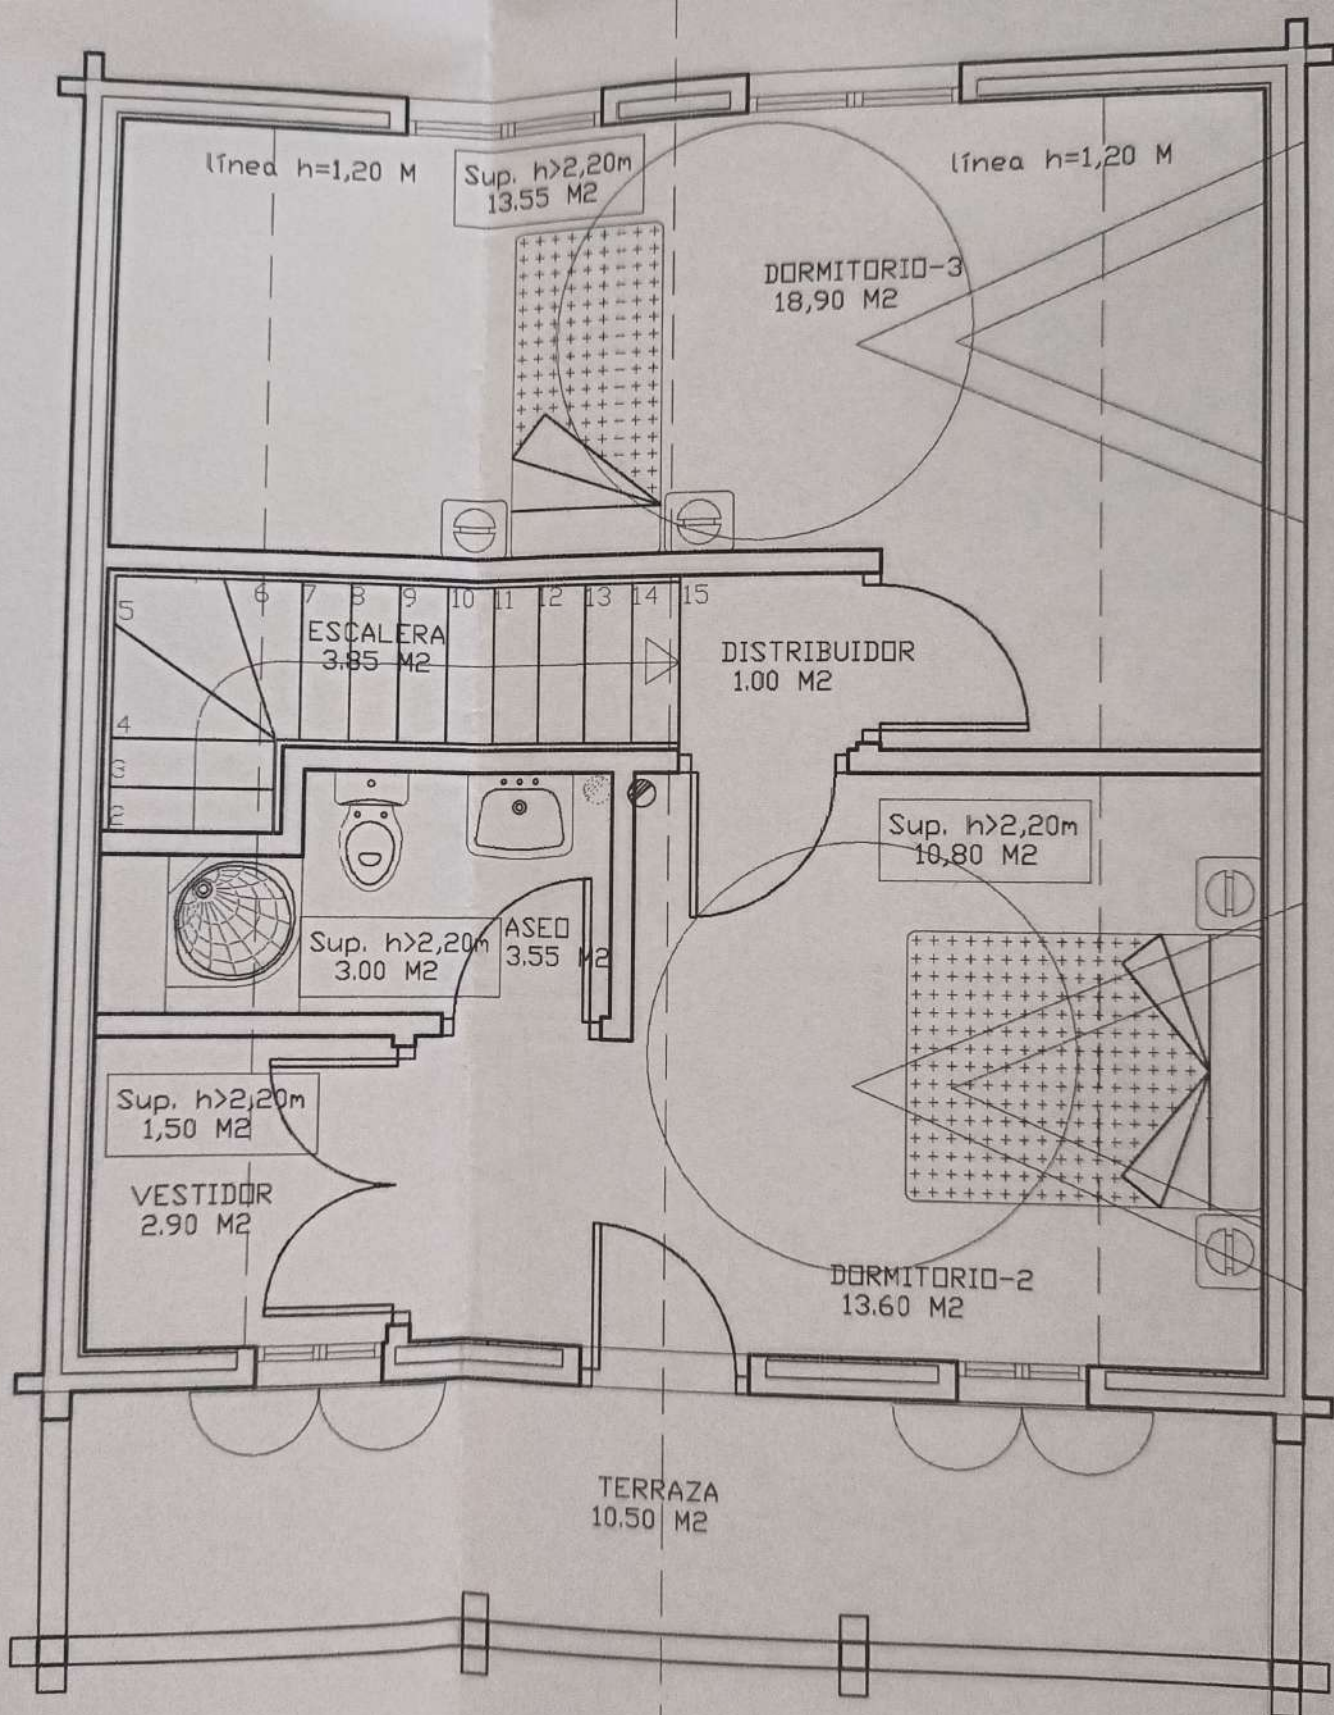 línea h=1,20 M
Sup. h>2,20m
13.55 M2
línea h=1,20 M
DORMITORIO-3
18,90 M2
5
6
7
8
9
10
11
12
13
14
15
ESCALERA
3.85 M2
DISTRIBUIDOR
1.00 M2
4
3
2
Sup. h>2,20m
10,80 M2
Sup. h>2,20m
3.00 M2
ASEO
3.55 M2
Sup. h>2,20m
1,50 M2
VESTIDOR
2.90 M2
DORMITORIO-2
13.60 M2
TERRAZA
10.50 M2